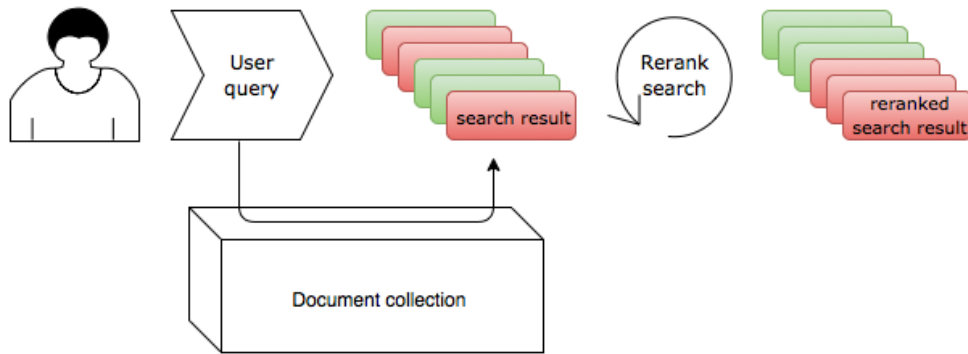 User
query
search result
Rerank
search
reranked
search result
Document collection